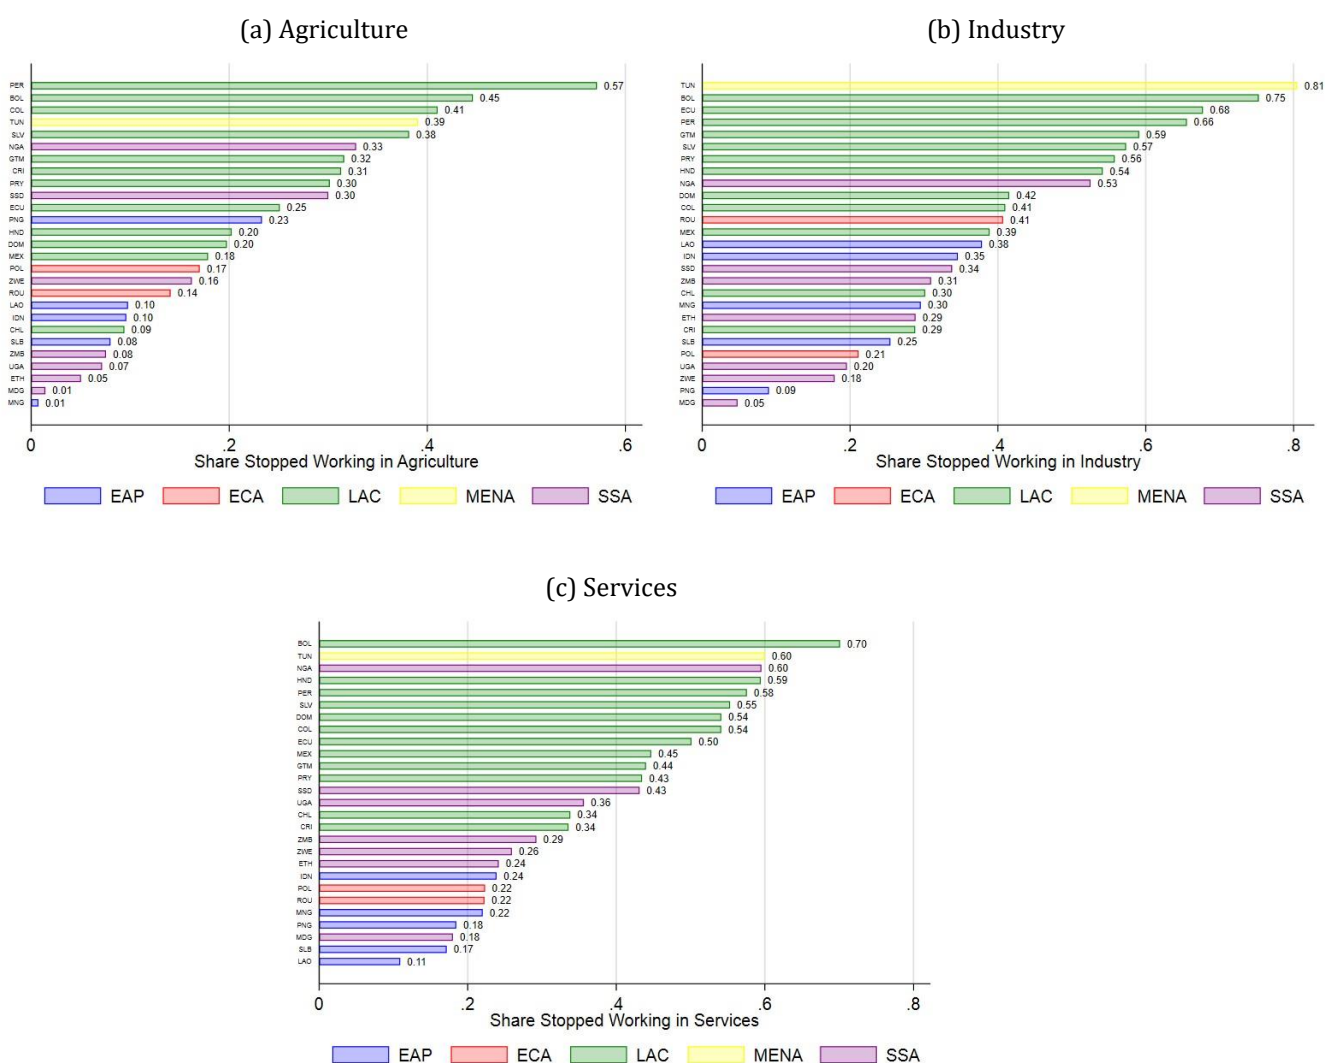 (a) Agriculture
PER 0.57
BOL 0.45
COL 0.41
TUN 0.39
SLV 0.38
NGA 0.33
GTM 0.32
CRI 0.31
PRY 0.30
SSD 0.30
ECU 0.25
PNG 0.23
HND 0.20
DOM 0.20
MEX 0.18
POL 0.17
ZWE 0.16
ROU 0.14
LAO 0.10
IDN 0.10
CHL 0.09
SLB 0.08
ZMB 0.08
UGA 0.07
ETH 0.05
MDG 0.01
MNG 0.01
0 .2 .4 .6
Share Stopped Working in Agriculture
EAP ECA LAC MENA SSA
(b) Industry
TUN 0.81
BOL 0.75
ECU 0.68
PER 0.66
GTM 0.59
SLV 0.57
PRY 0.56
HND 0.54
NGA 0.53
DOM 0.42
COL 0.41
ROU 0.41
MEX 0.39
LAO 0.38
IDN 0.35
SSD 0.34
ZMB 0.31
CHL 0.30
MNG 0.30
ETH 0.29
CRI 0.29
SLB 0.25
POL 0.21
UGA 0.20
ZWE 0.18
PNG 0.09
MDG 0.05
0 .2 .4 .6 .8
Share Stopped Working in Industry
EAP ECA LAC MENA SSA
(c) Services
BOL 0.70
TUN 0.60
NGA 0.60
HND 0.59
PER 0.58
SLV 0.55
DOM 0.54
COL 0.54
ECU 0.50
MEX 0.45
GTM 0.44
PRY 0.43
SSD 0.43
UGA 0.36
CHL 0.34
CRI 0.34
ZMB 0.29
ZWE 0.26
ETH 0.24
IDN 0.24
POL 0.22
ROU 0.22
MNG 0.22
PNG 0.18
MDG 0.18
SLB 0.17
LAO 0.11
0 .2 .4 .6 .8
Share Stopped Working in Services
EAP ECA LAC MENA SSA